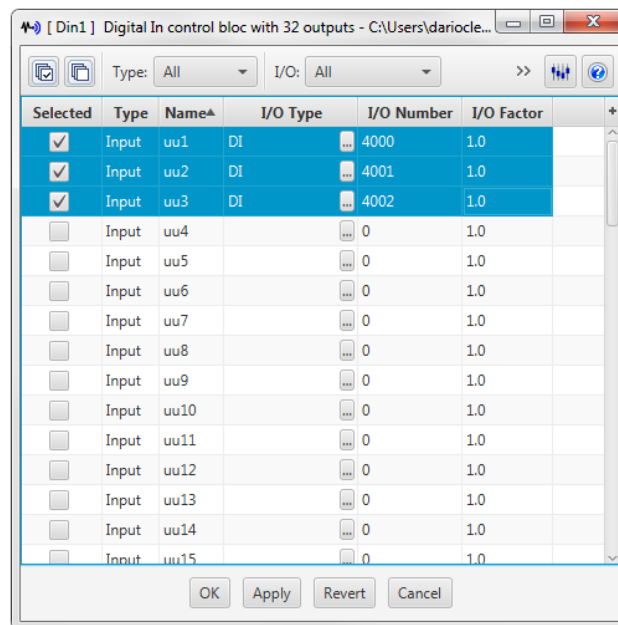 [ Din1 ] Digital In control bloc with 32 outputs - C:\Users\dariocle...
Type: All I/O: All >>
Selected Type Name I/O Type I/O Number I/O Factor +
Input uu1 DI ... 4000 1.0
Input uu2 DI ... 4001 1.0
Input uu3 DI ... 4002 1.0
Input uu4 ... 0 1.0
Input uu5 ... 0 1.0
Input uu6 ... 0 1.0
Input uu7 ... 0 1.0
Input uu8 ... 0 1.0
Input uu9 ... 0 1.0
Input uu10 ... 0 1.0
Input uu11 ... 0 1.0
Input uu12 ... 0 1.0
Input uu13 ... 0 1.0
Input uu14 ... 0 1.0
Input uu15 ... 0 1.0
OK Apply Revert Cancel